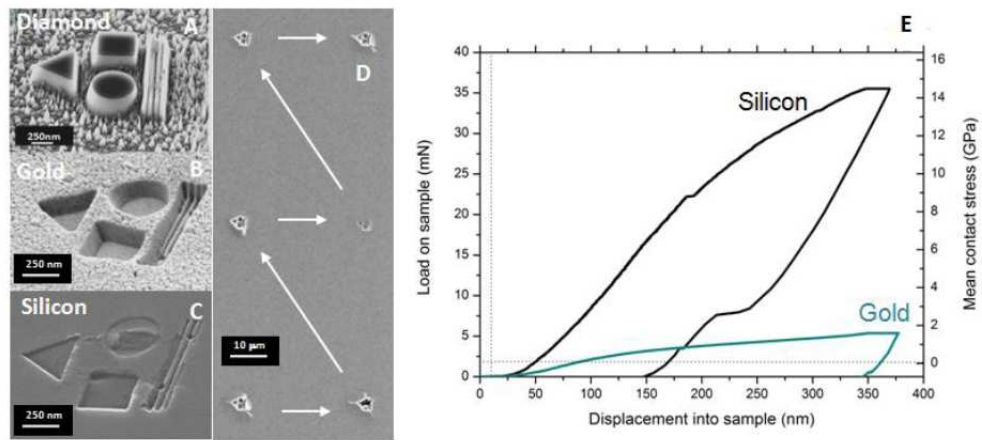 Diamond
A
250nm
Gold
B
250 nm
Silicon
C
250 nm
D
10 µm
E
Load on sample (mN)
40
35
30
25
20
15
10
5
0
Silicon
Gold
0 50 100 150 200 250 300 350 400
Displacement into sample (nm)
16
14
12
10
8
6
4
2
0
Mean contact stress (GPa)